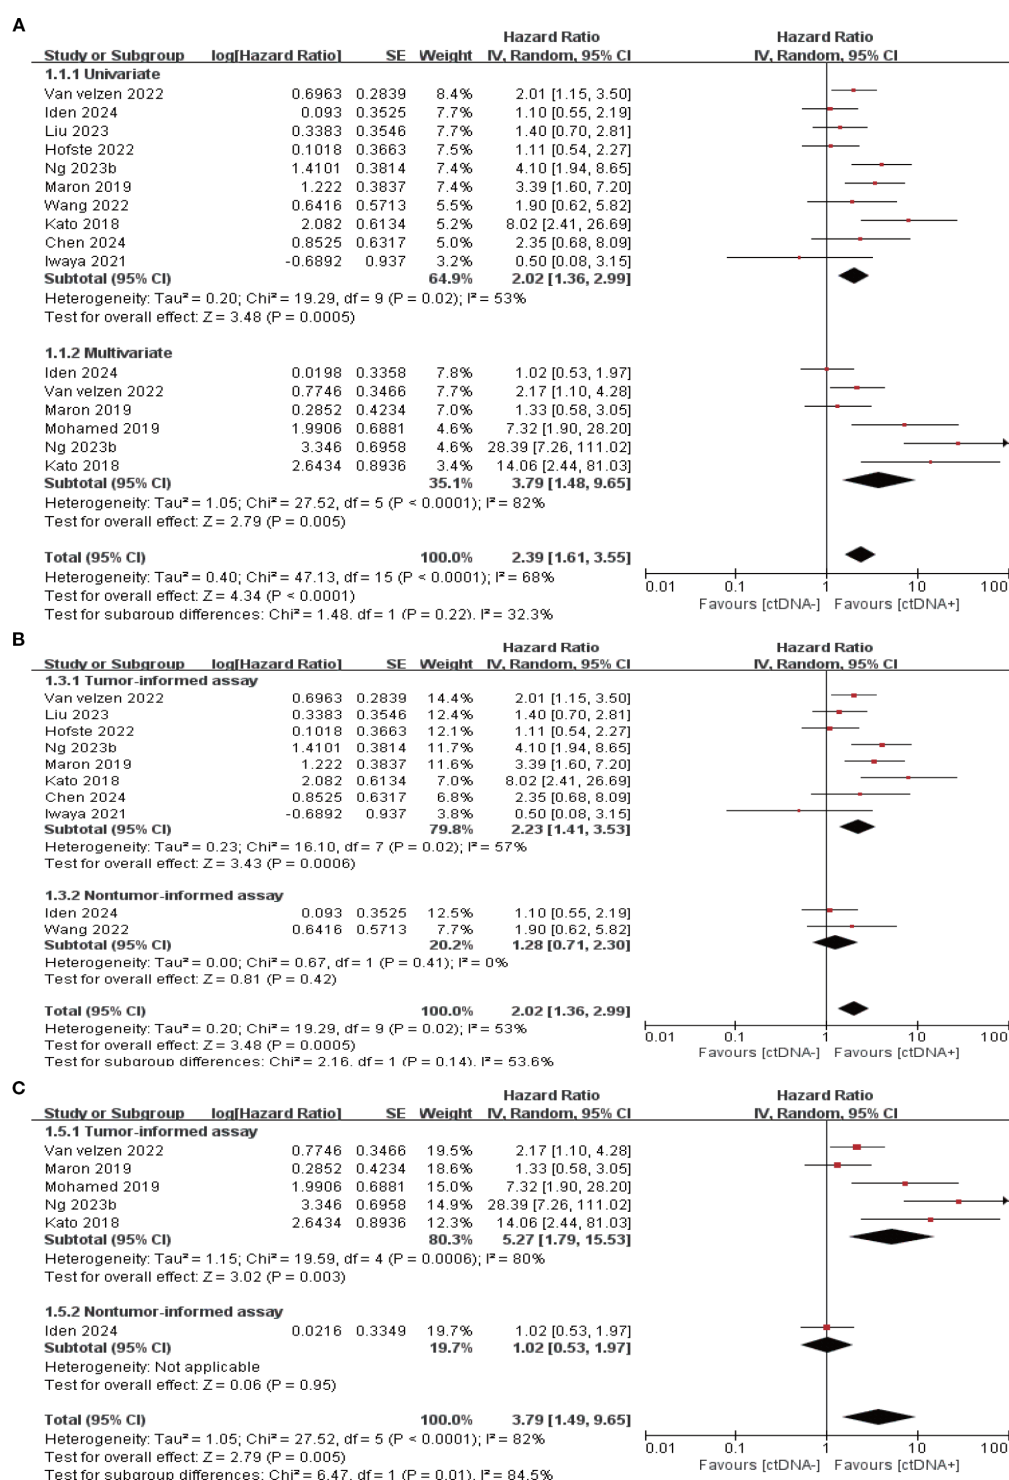 A
Hazard Ratio Hazard Ratio
Study or Subgroup log[Hazard Ratio] SE Weight IV, Random, 95% CI IV, Random, 95% CI
1.1.1 Univariate
Van velzen 2022 0.6963 0.2839 8.4% 2.01 [1.15, 3.50]
Iden 2024 0.093 0.3525 7.7% 1.10 [0.55, 2.19]
Liu 2023 0.3383 0.3546 7.7% 1.40 [0.70, 2.81]
Hofste 2022 0.1018 0.3663 7.5% 1.11 [0.54, 2.27]
Ng 2023b 1.4101 0.3814 7.4% 4.10 [1.94, 8.65]
Maron 2019 1.222 0.3837 7.4% 3.39 [1.60, 7.20]
Wang 2022 0.6416 0.5713 5.5% 1.90 [0.62, 5.82]
Kato 2018 2.082 0.6134 5.2% 8.02 [2.41, 26.69]
Chen 2024 0.8525 0.6317 5.0% 2.35 [0.68, 8.09]
Iwaya 2021 -0.6892 0.937 3.2% 0.50 [0.08, 3.15]
Subtotal (95% CI) 64.9% 2.02 [1.36, 2.99]
Heterogeneity: Tau² = 0.20; Chi² = 19.29, df = 9 (P = 0.02); I² = 53%
Test for overall effect: Z = 3.48 (P = 0.0005)
1.1.2 Multivariate
Iden 2024 0.0198 0.3358 7.8% 1.02 [0.53, 1.97]
Van velzen 2022 0.7746 0.3466 7.7% 2.17 [1.10, 4.28]
Maron 2019 0.2852 0.4234 7.0% 1.33 [0.58, 3.05]
Mohamed 2019 1.9906 0.6881 4.6% 7.32 [1.90, 28.20]
Ng 2023b 3.346 0.6958 4.6% 28.39 [7.26, 111.02]
Kato 2018 2.6434 0.8936 3.4% 14.06 [2.44, 81.03]
Subtotal (95% CI) 35.1% 3.79 [1.48, 9.65]
Heterogeneity: Tau² = 1.05; Chi² = 27.52, df = 5 (P < 0.0001); I² = 82%
Test for overall effect: Z = 2.79 (P = 0.005)
Total (95% CI) 100.0% 2.39 [1.61, 3.55]
Heterogeneity: Tau² = 0.40; Chi² = 47.13, df = 15 (P < 0.0001); I² = 68%
Test for overall effect: Z = 4.34 (P < 0.0001)
Test for subgroup differences: Chi² = 1.48, df = 1 (P = 0.22), I² = 32.3%
0.01 0.1 1 10 100
Favours [ctDNA-] Favours [ctDNA+]
B
Hazard Ratio Hazard Ratio
Study or Subgroup log[Hazard Ratio] SE Weight IV, Random, 95% CI IV, Random, 95% CI
1.3.1 Tumor-informed assay
Van velzen 2022 0.6963 0.2839 14.4% 2.01 [1.15, 3.50]
Liu 2023 0.3383 0.3546 12.4% 1.40 [0.70, 2.81]
Hofste 2022 0.1018 0.3663 12.1% 1.11 [0.54, 2.27]
Ng 2023b 1.4101 0.3814 11.7% 4.10 [1.94, 8.65]
Maron 2019 1.222 0.3837 11.6% 3.39 [1.60, 7.20]
Kato 2018 2.082 0.6134 7.0% 8.02 [2.41, 26.69]
Chen 2024 0.8525 0.6317 6.8% 2.35 [0.68, 8.09]
Iwaya 2021 -0.6892 0.937 3.8% 0.50 [0.08, 3.15]
Subtotal (95% CI) 79.8% 2.23 [1.41, 3.53]
Heterogeneity: Tau² = 0.23; Chi² = 16.10, df = 7 (P = 0.02); I² = 57%
Test for overall effect: Z = 3.43 (P = 0.0006)
1.3.2 Nontumor-informed assay
Iden 2024 0.093 0.3525 12.5% 1.10 [0.55, 2.19]
Wang 2022 0.6416 0.5713 7.7% 1.90 [0.62, 5.82]
Subtotal (95% CI) 20.2% 1.28 [0.71, 2.30]
Heterogeneity: Tau² = 0.00; Chi² = 0.67, df = 1 (P = 0.41); I² = 0%
Test for overall effect: Z = 0.81 (P = 0.42)
Total (95% CI) 100.0% 2.02 [1.36, 2.99]
Heterogeneity: Tau² = 0.20; Chi² = 19.29, df = 9 (P = 0.02); I² = 53%
Test for overall effect: Z = 3.48 (P = 0.0005)
Test for subgroup differences: Chi² = 2.16, df = 1 (P = 0.14), I² = 53.6%
0.01 0.1 1 10 100
Favours [ctDNA-] Favours [ctDNA+]
C
Hazard Ratio Hazard Ratio
Study or Subgroup log[Hazard Ratio] SE Weight IV, Random, 95% CI IV, Random, 95% CI
1.5.1 Tumor-informed assay
Van velzen 2022 0.7746 0.3466 19.5% 2.17 [1.10, 4.28]
Maron 2019 0.2852 0.4234 18.6% 1.33 [0.58, 3.05]
Mohamed 2019 1.9906 0.6881 15.0% 7.32 [1.90, 28.20]
Ng 2023b 3.346 0.6958 14.9% 28.39 [7.26, 111.02]
Kato 2018 2.6434 0.8936 12.3% 14.06 [2.44, 81.03]
Subtotal (95% CI) 80.3% 5.27 [1.79, 15.53]
Heterogeneity: Tau² = 1.15; Chi² = 19.59, df = 4 (P = 0.0006); I² = 80%
Test for overall effect: Z = 3.02 (P = 0.003)
1.5.2 Nontumor-informed assay
Iden 2024 0.0216 0.3349 19.7% 1.02 [0.53, 1.97]
Subtotal (95% CI) 19.7% 1.02 [0.53, 1.97]
Heterogeneity: Not applicable
Test for overall effect: Z = 0.06 (P = 0.95)
Total (95% CI) 100.0% 3.79 [1.49, 9.65]
Heterogeneity: Tau² = 1.05; Chi² = 27.52, df = 5 (P < 0.0001); I² = 82%
Test for overall effect: Z = 2.79 (P = 0.005)
Test for subgroup differences: Chi² = 6.47, df = 1 (P = 0.01), I² = 84.5%
0.01 0.1 1 10 100
Favours [ctDNA-] Favours [ctDNA+]